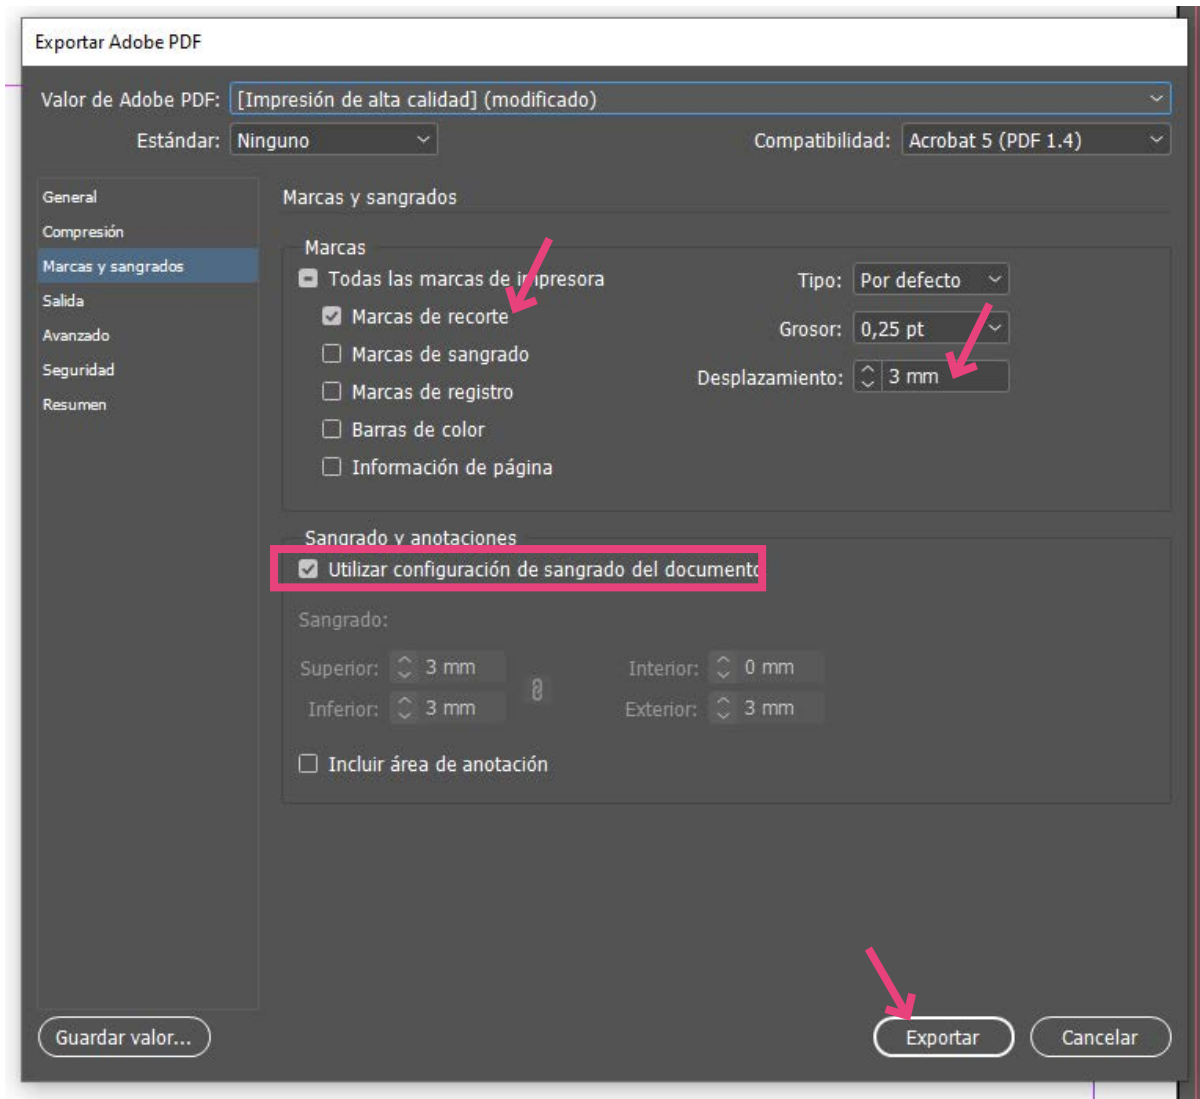 Exportar Adobe PDF
Valor de Adobe PDF: [Impresión de alta calidad] (modificado)
Estándar: Ninguno Compatibilidad: Acrobat 5 (PDF 1.4)
General
Compresión
Marcas y sangrados
Salida
Avanzado
Seguridad
Resumen
Marcas y sangrados
Marcas
Todas las marcas de impresora
Marcas de recorte
Marcas de sangrado
Marcas de registro
Barras de color
Información de página
Tipo: Por defecto
Grosor: 0,25 pt
Desplazamiento: 3 mm
Sangrado y anotaciones
Utilizar configuración de sangrado del documento
Sangrado:
Superior: 3 mm Interior: 0 mm
Inferior: 3 mm Exterior: 3 mm
Incluir área de anotación
Guardar valor... Exportar Cancelar